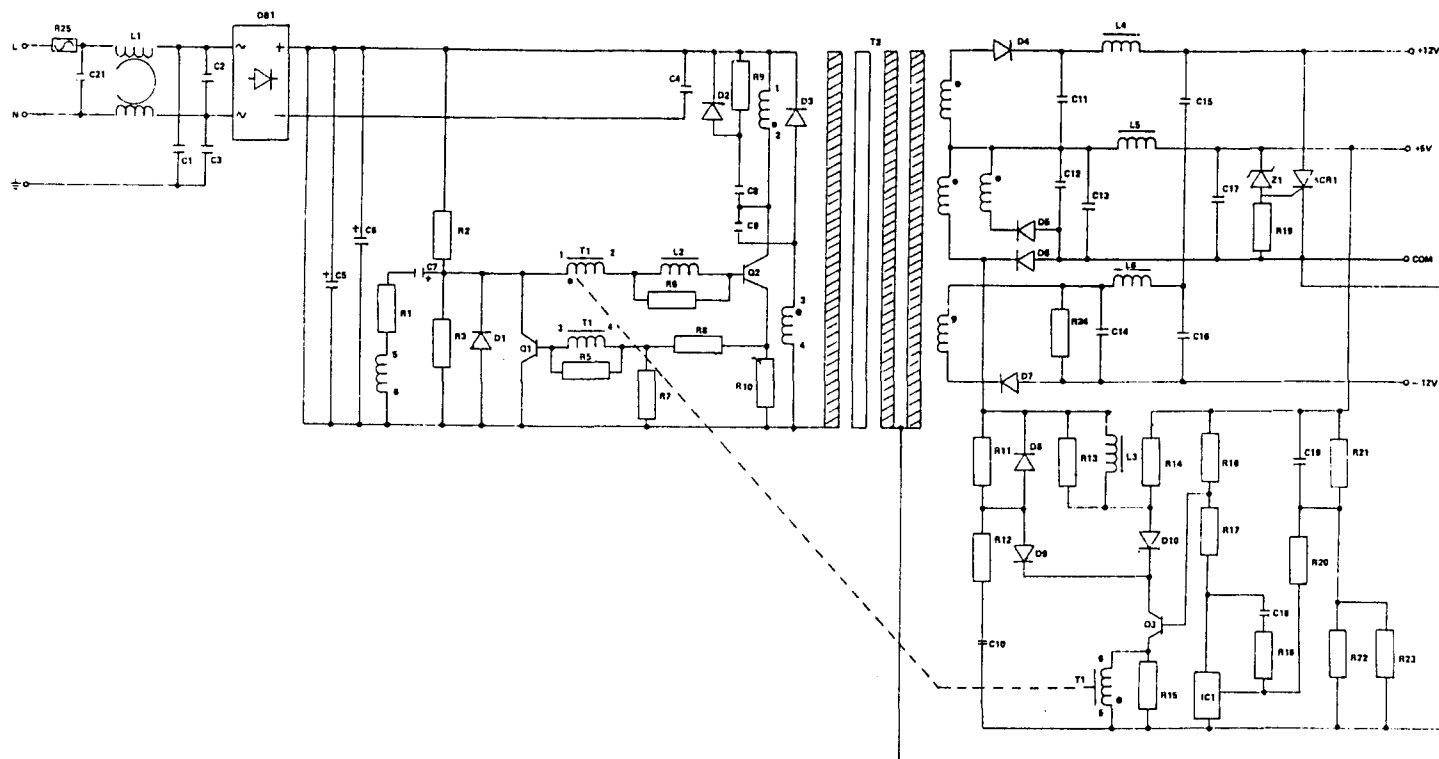 R25
L1
DB1
T2
L4
L
C21
C2
C4
D2
R9
1
D3
D4
C11
C15
+12V
N
2
L5
+5V
C1
C3
C8
C12
C13
C17
Z1
SCR1
R2
C9
D5
R19
C6
C5
C7
1
T1
2
L2
Q2
D6
COM
R1
R6
3
L6
R3
D1
3
T1
4
R8
4
R24
C14
C16
5
Q1
R5
R10
6
R7
D7
-12V
R11
D8
R13
L3
R14
R16
C19
R21
R12
D9
D10
R17
R20
C18
Q3
C10
R18
R22
R23
6
T1
5
R15
IC1